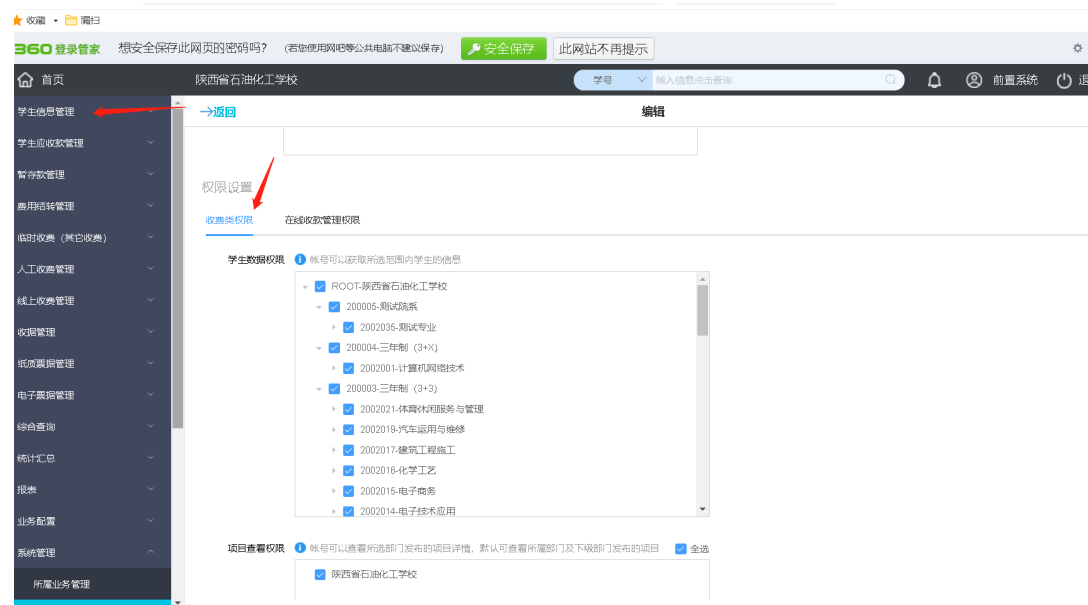 收藏 漏扫
360 登录管家 想安全保存此网页的密码吗? (若您使用网吧等公共电脑不建议保存) 安全保存 此网站不再提示
首页 陕西省石油化工学校 学号 输入信息点击查询 前置系统 退
学生信息管理
返回 编辑
学生应收款管理
暂存款管理
权限设置
费用结转管理
收费类权限 在线收款管理权限
临时收费(其它收费)
学生数据权限 帐号可以获取所选范围内学生的信息
人工收费管理
ROOT-陕西省石油化工学校
线上收费管理
200005-测试院系
收据管理
2002035-测试专业
200004-三年制(3+X)
纸质票据管理
2002001-计算机网络技术
200003-三年制(3+3)
电子票据管理
2002021-体育休闲服务与管理
综合查询
2002019-汽车运用与维修
2002017-建筑工程施工
统计汇总
2002016-化学工艺
报表
2002015-电子商务
2002014-电子技术应用
业务配置
系统管理
项目查看权限 帐号可以查看所选部门发布的项目详情,默认可查看所属部门及下级部门发布的项目 全选
陕西省石油化工学校
所属业务管理